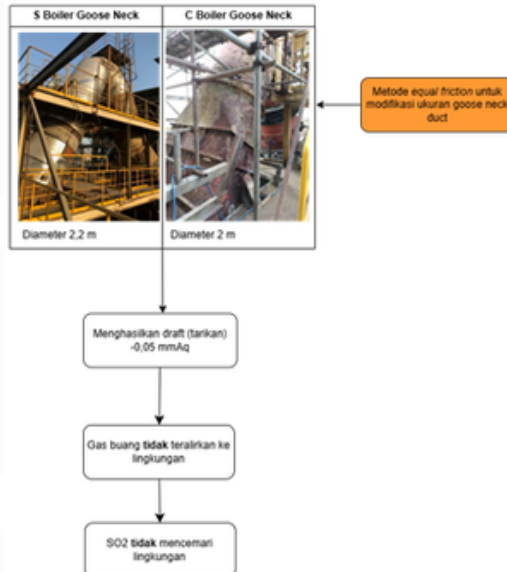 S Boiler Goose Neck
C Boiler Goose Neck
Metode equal friction untuk
modifikasi ukuran goose neck
duct
Diameter 2,2 m
Diameter 2 m
Menghasilkan draft (tarikan)
-0,05 mmAq
Gas buang tidak teralirkan ke
lingkungan
SO2 tidak mencemari
lingkungan